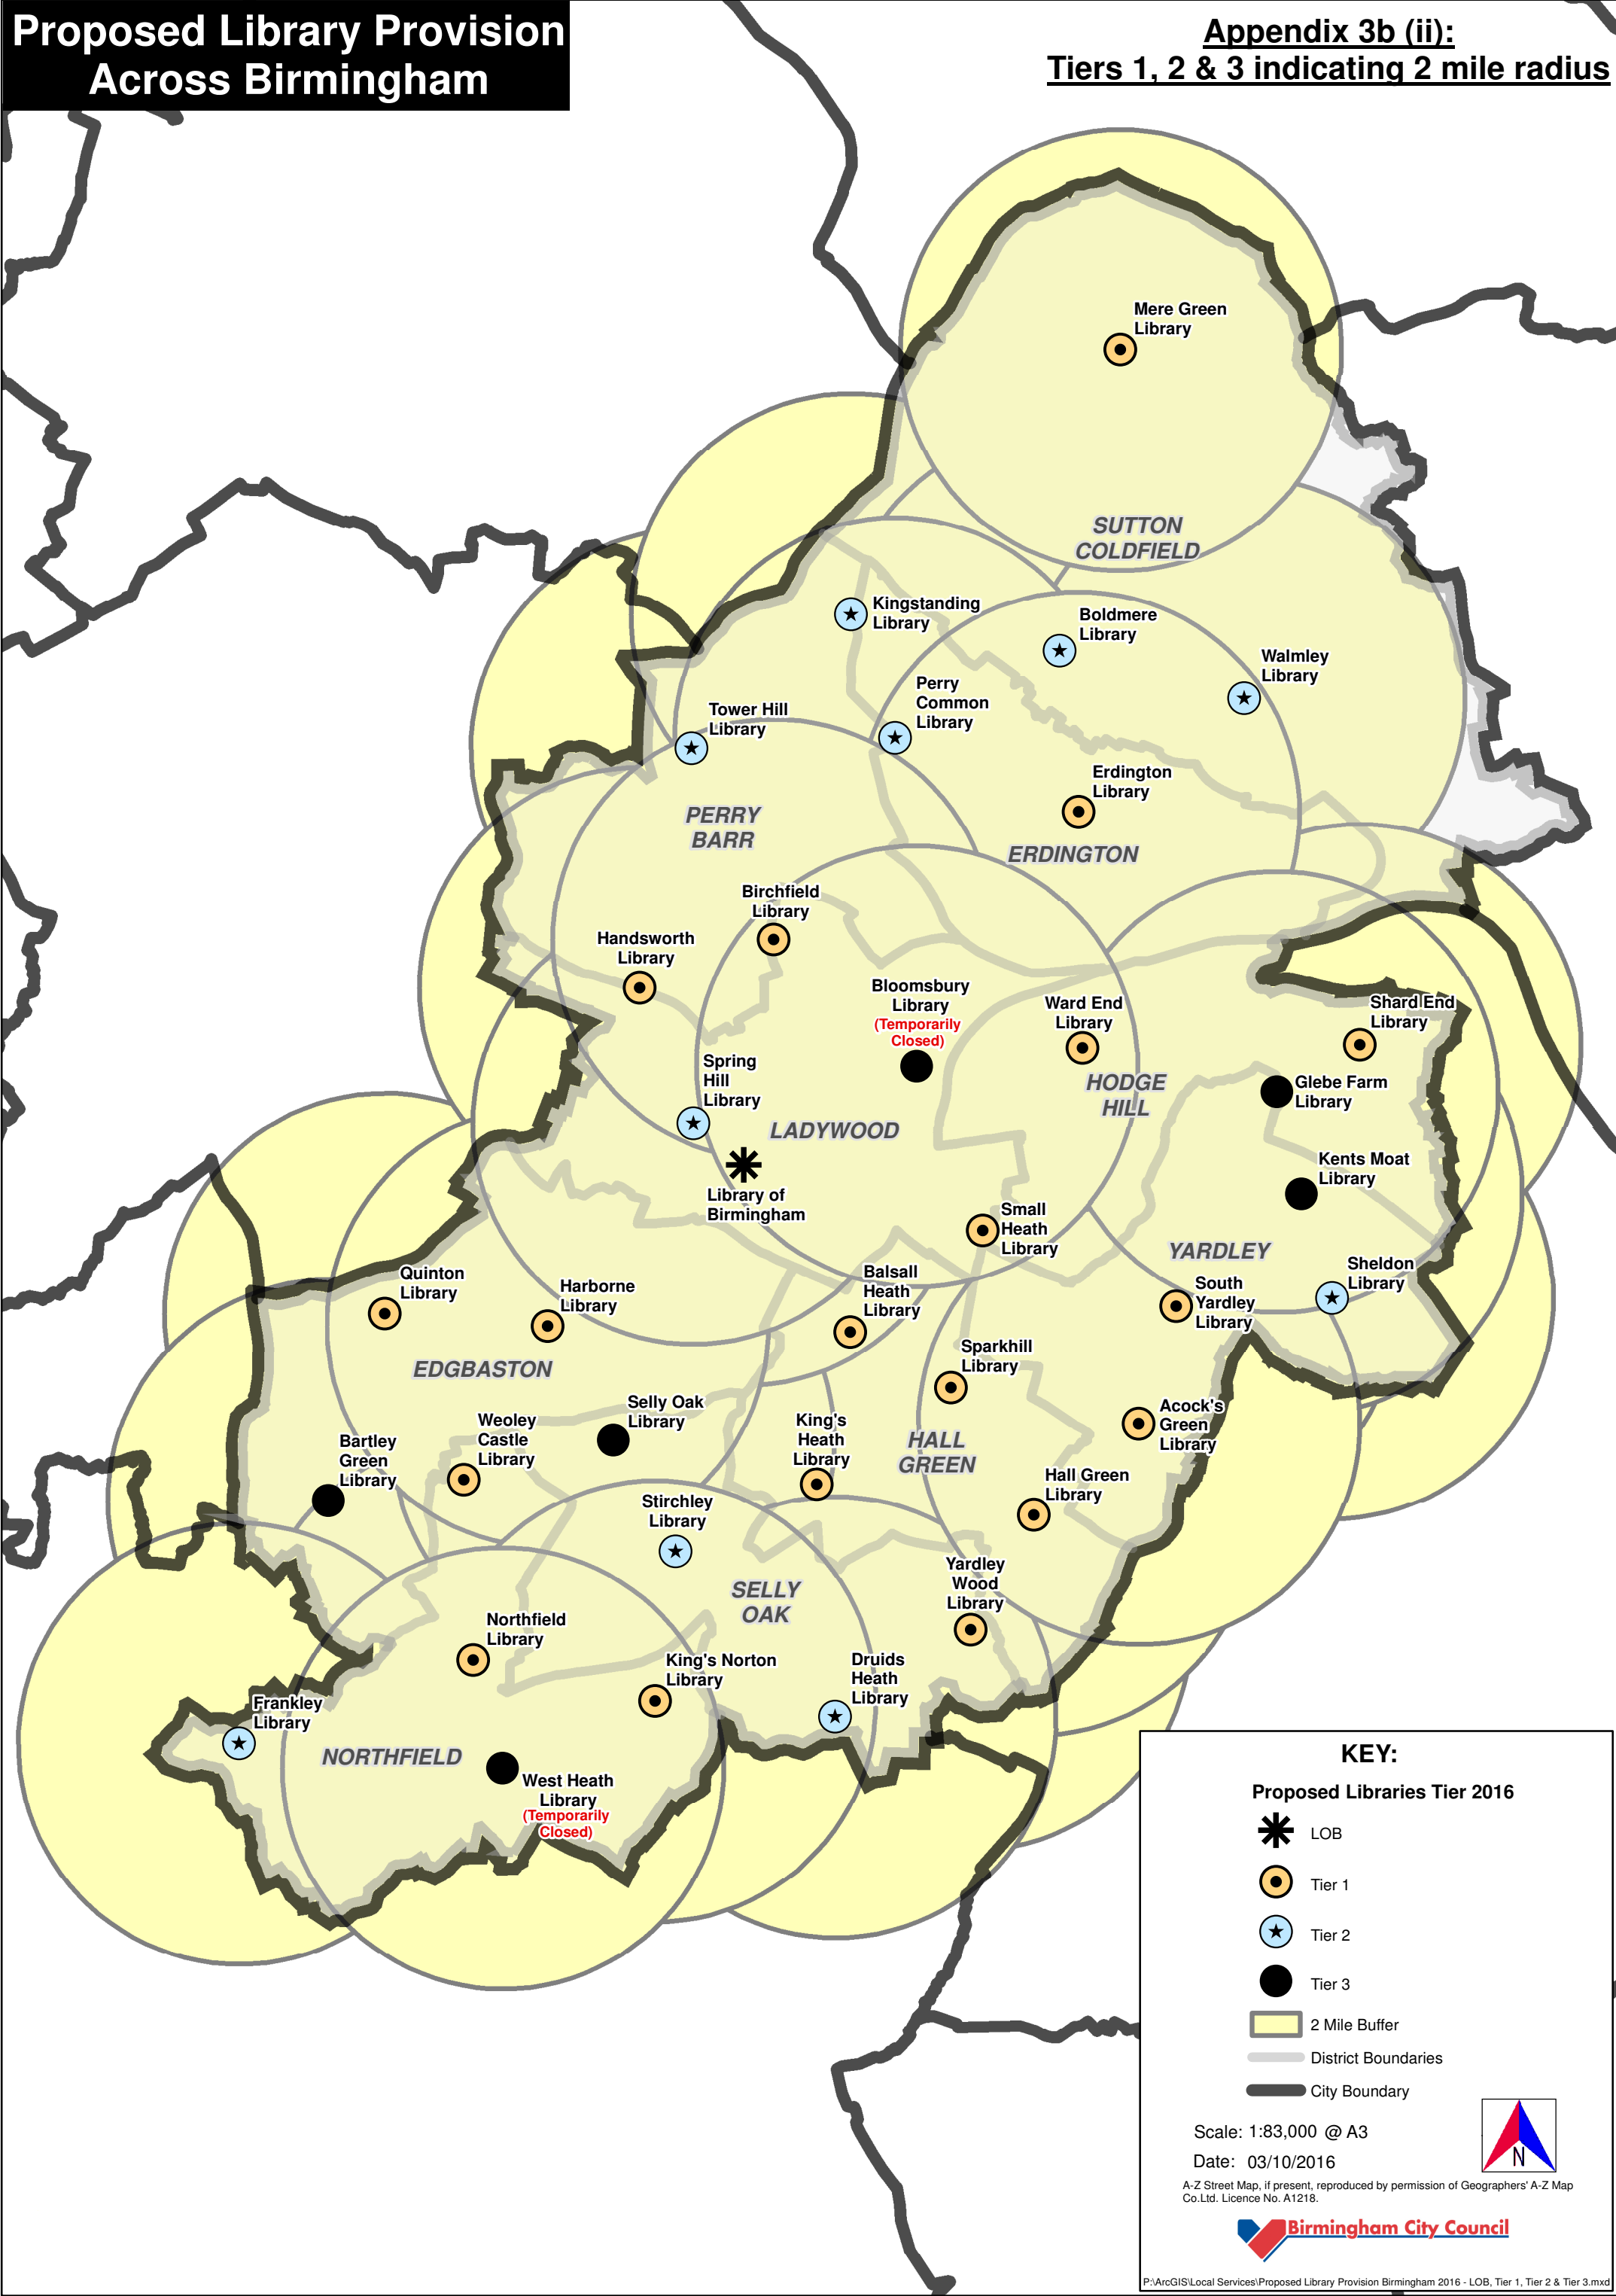 Proposed Library Provision
Across Birmingham
Appendix 3b (ii):
Tiers 1, 2 & 3 indicating 2 mile radius
Mere Green
Library
SUTTON
COLDFIELD
Kingstanding
Library
Boldmere
Library
Walmley
Library
Perry
Common
Library
Tower Hill
Library
Erdington
Library
PERRY
BARR
ERDINGTON
Birchfield
Library
Handsworth
Library
Bloomsbury
Library
(Temporarily
Closed)
Ward End
Library
Shard End
Library
Spring
Hill
Library
HODGE
HILL
Glebe Farm
Library
LADYWOOD
Kents Moat
Library
Library of
Birmingham
Small
Heath
Library
YARDLEY
Quinton
Library
Harborne
Library
Balsall
Heath
Library
South
Yardley
Library
Sheldon
Library
EDGBASTON
Sparkhill
Library
Selly Oak
Library
Weoley
Castle
Library
King's
Heath
Library
Acock's
Green
Library
Bartley
Green
Library
HALL
GREEN
Hall Green
Library
Stirchley
Library
Yardley
Wood
Library
SELLY
OAK
Northfield
Library
King's Norton
Library
Druids
Heath
Library
Frankley
Library
NORTHFIELD
West Heath
Library
(Temporarily
Closed)
KEY:
Proposed Libraries Tier 2016
LOB
Tier 1
Tier 2
Tier 3
2 Mile Buffer
District Boundaries
City Boundary
Scale: 1:83,000 @ A3
Date: 03/10/2016
N
A-Z Street Map, if present, reproduced by permission of Geographers' A-Z Map
Co.Ltd. Licence No. A1218.
Birmingham City Council
P:\ArcGIS\Local Services\Proposed Library Provision Birmingham 2016 - LOB, Tier 1, Tier 2 & Tier 3.mxd